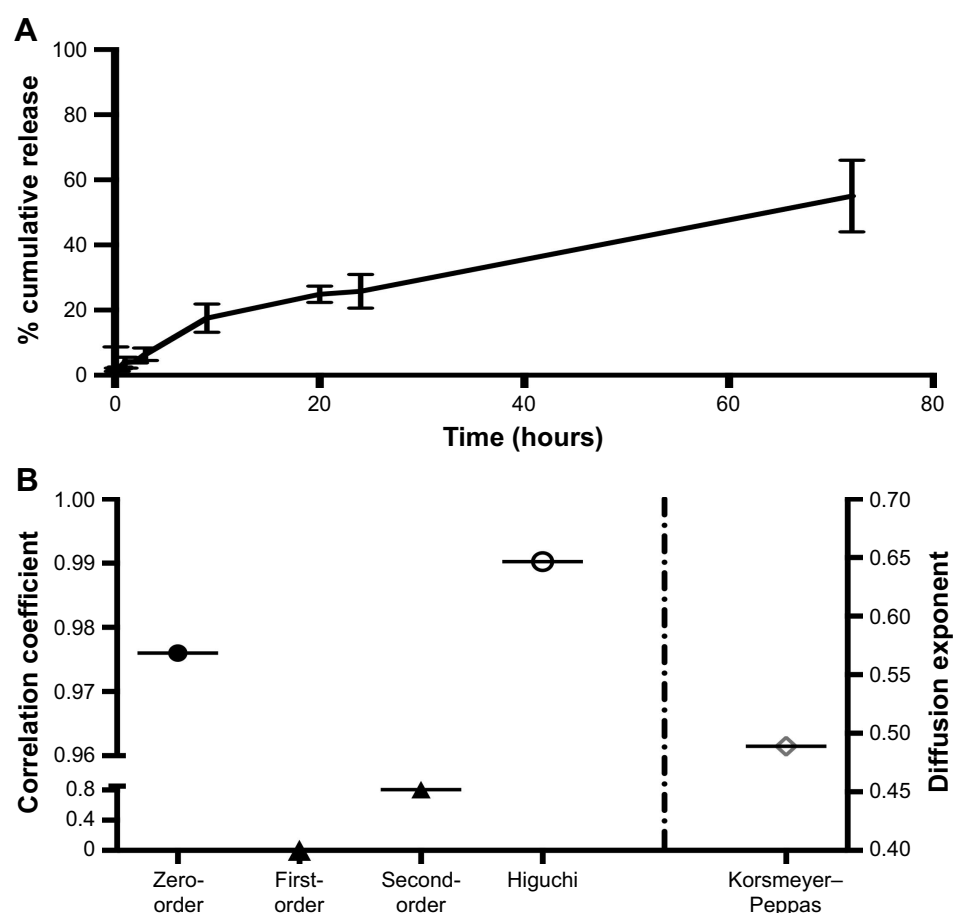 A
% cumulative release
100
80
60
40
20
0
0 20 40 60 80
Time (hours)
B
Correlation coefficient
1.00
0.99
0.98
0.97
0.96
0.8
0.4
0
0.70
0.65
0.60
0.55
0.50
0.45
0.40
Diffusion exponent
Zero-
order
First-
order
Second-
order
Higuchi
Korsmeyer–
Peppas